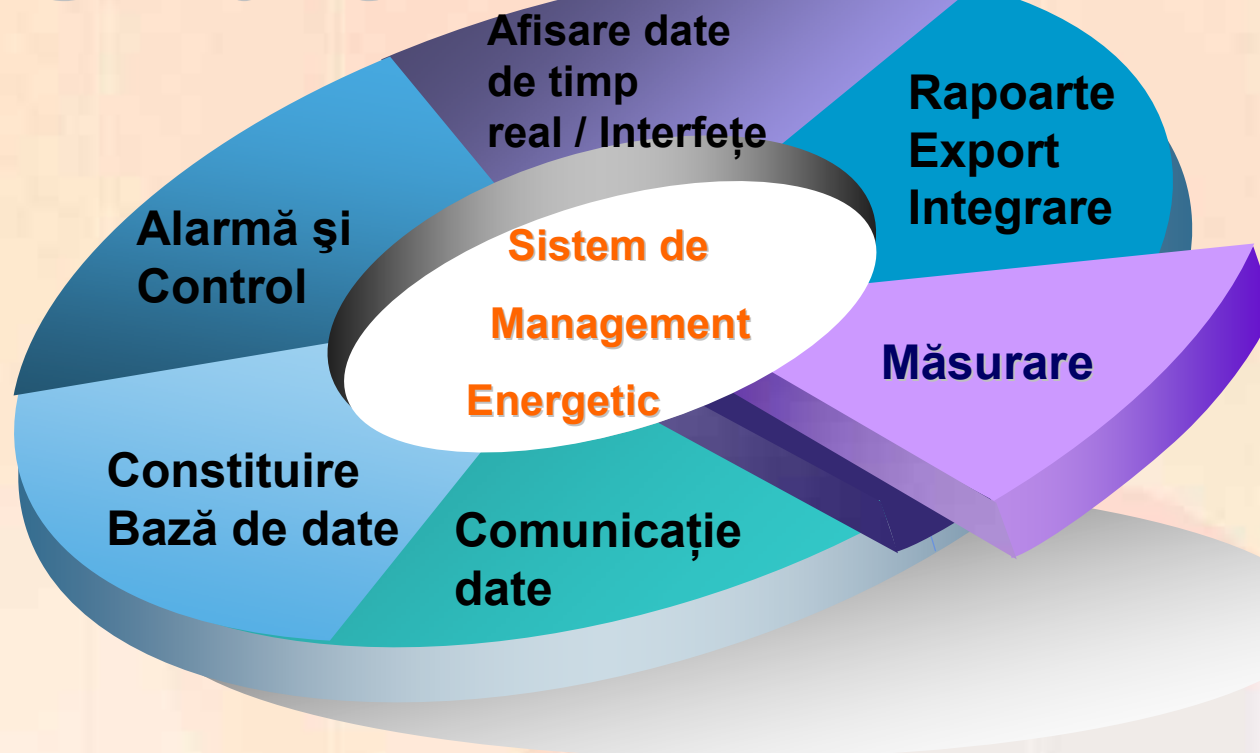 Afisare date
de timp
real / Interfețe
Rapoarte
Export
Integrare
Alarmă şi
Control
Sistem de
Management
Energetic
Măsurare
Constituire
Bază de date
Comunicație
date